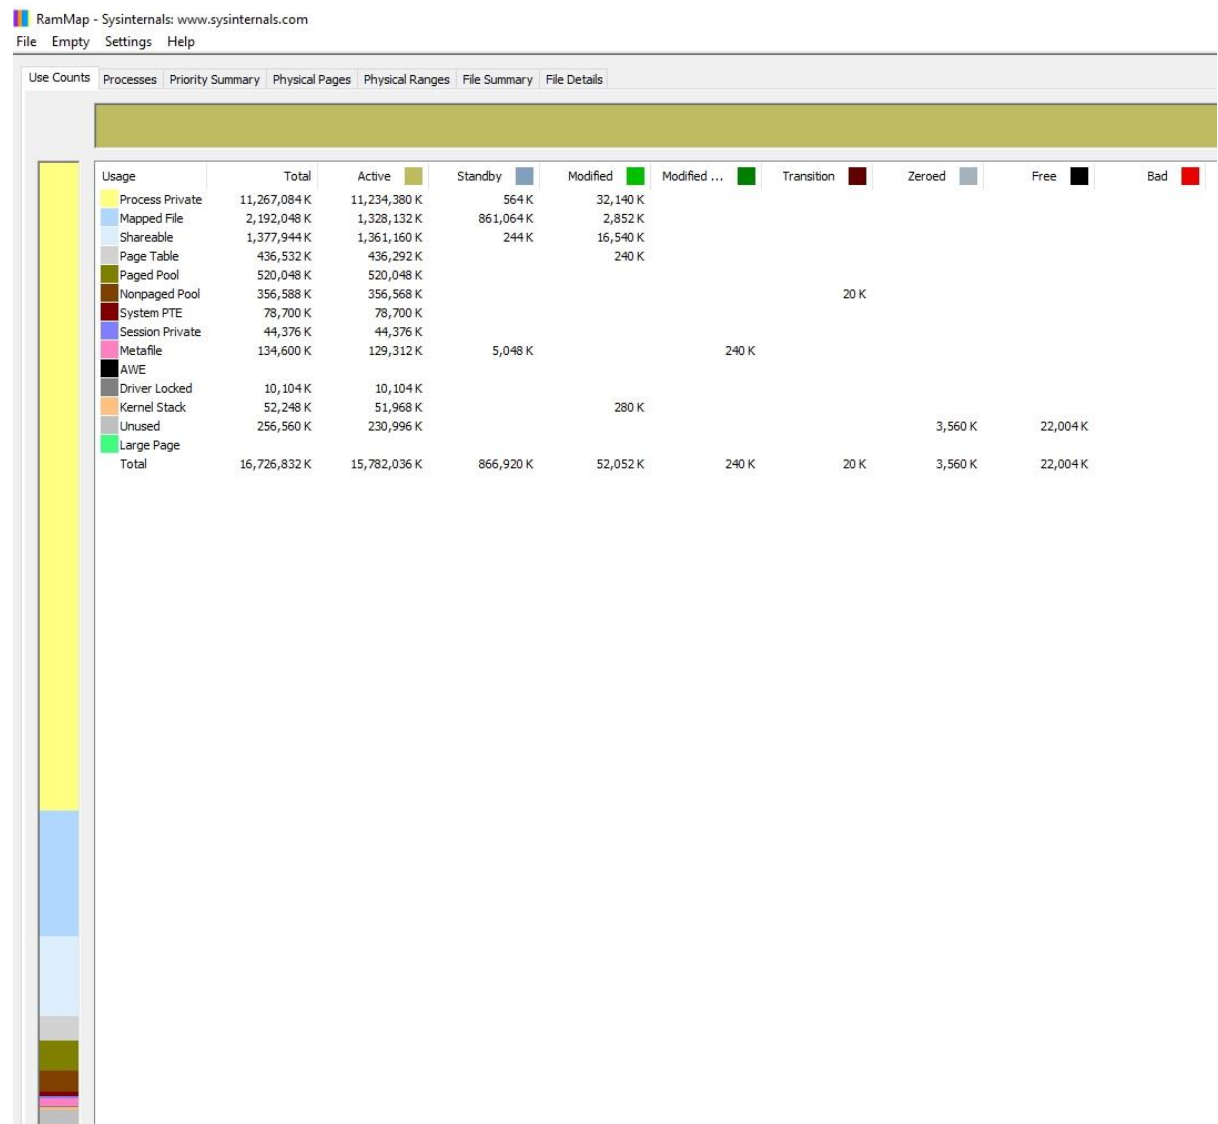 RamMap - Sysinternals: www.sysinternals.com
File Empty Settings Help
Use Counts Processes Priority Summary Physical Pages Physical Ranges File Summary File Details
Usage Total Active Standby Modified Modified ... Transition Zeroed Free Bad
Process Private 11,267,084 K 11,234,380 K 564 K 32,140 K
Mapped File 2,192,048 K 1,328,132 K 861,064 K 2,852 K
Shareable 1,377,944 K 1,361,160 K 244 K 16,540 K
Page Table 436,532 K 436,292 K 240 K
Paged Pool 520,048 K 520,048 K
Nonpaged Pool 356,588 K 356,568 K 20 K
System PTE 78,700 K 78,700 K
Session Private 44,376 K 44,376 K
Metafile 134,600 K 129,312 K 5,048 K 240 K
AWE
Driver Locked 10,104 K 10,104 K
Kernel Stack 52,248 K 51,968 K 280 K
Unused 256,560 K 230,996 K 3,560 K 22,004 K
Large Page
Total 16,726,832 K 15,782,036 K 866,920 K 52,052 K 240 K 20 K 3,560 K 22,004 K